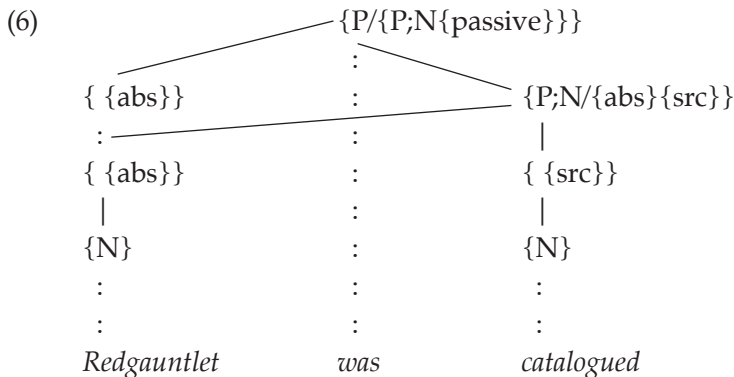 (6) {P/{P;N{passive}}}
:
{ {abs}} : {P;N/{abs}{src}}
: : |
{ {abs}} : { {src}}
| : |
{N} : {N}
: : :
: : :
Redgauntlet was catalogued